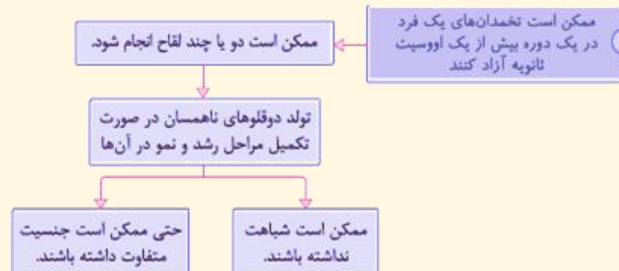 ممکن است تخمدان‌های یک فرد
در یک دوره بیش از یک اووسیت
ثانویه آزاد کنند
ممکن است دو یا چند لقاح انجام شود.
تولد دوقلوهای ناهمسان در صورت
تکمیل مراحل رشد و نمو در آن‌ها
ممکن است شباهت
نداشته باشند.
حتی ممکن است جنسیت
متفاوت داشته باشند.